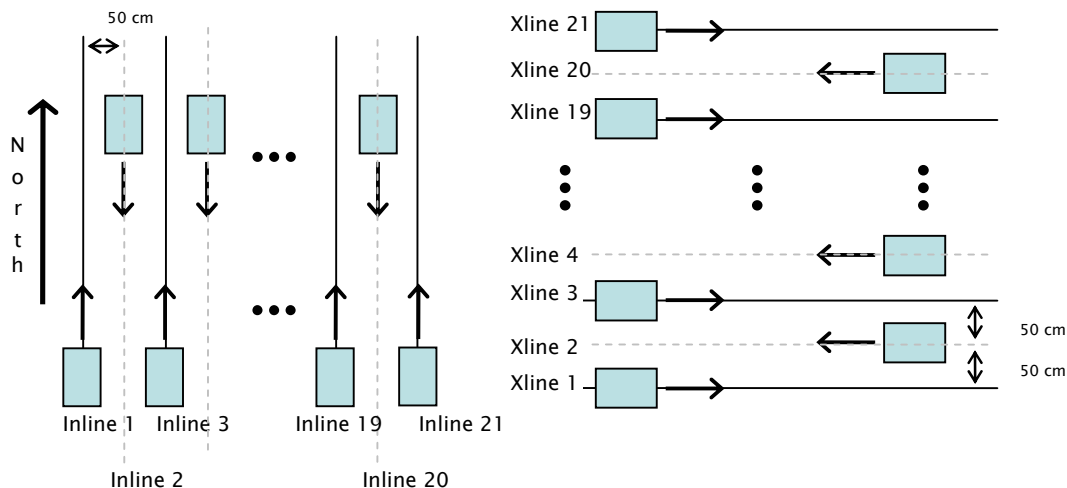 50 cm
North
Inline 1
Inline 3
Inline 19
Inline 21
Inline 2
Inline 20
Xline 21
Xline 20
Xline 19
Xline 4
Xline 3
50 cm
Xline 2
50 cm
Xline 1